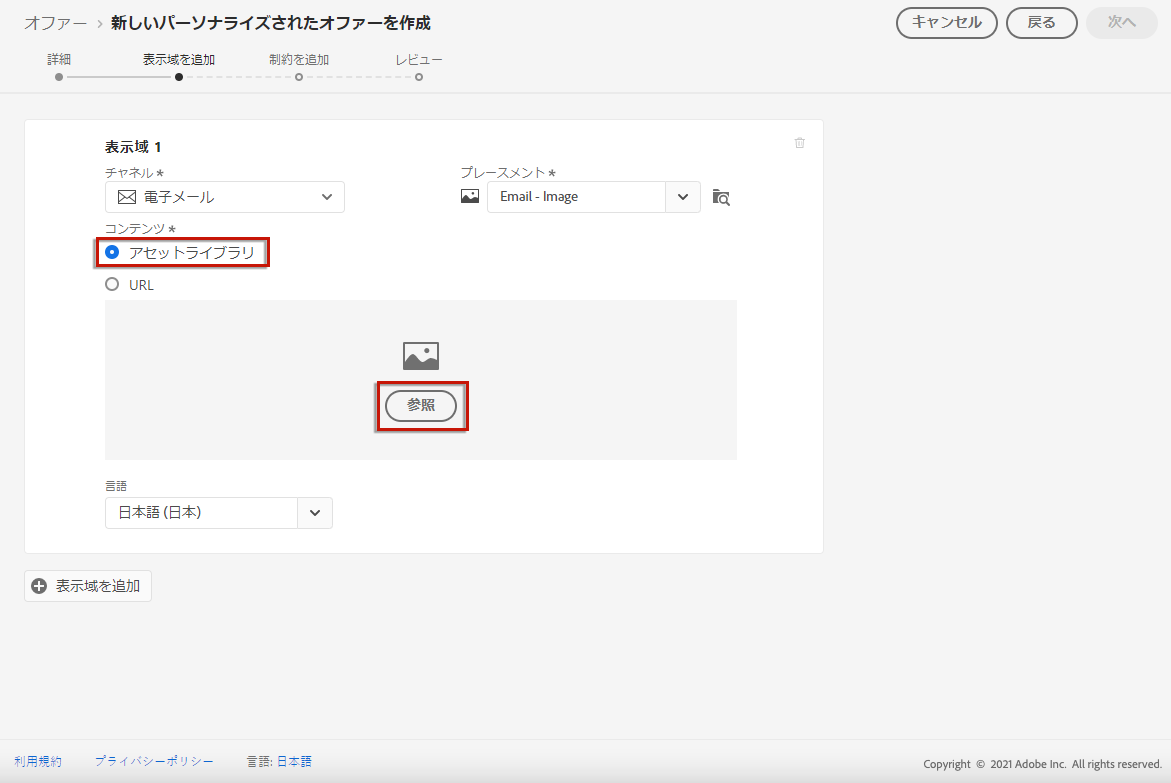 オファー › 新しいパーソナライズされたオファーを作成
キャンセル 戻る 次へ
詳細 表示域を追加 制約を追加 レビュー
表示域 1
チャネル * プレースメント *
電子メール Email - Image
コンテンツ *
アセットライブラリ
URL
参照
言語
日本語 (日本)
表示域を追加
利用規約 プライバシーポリシー 言語: 日本語 Copyright © 2021 Adobe Inc. All rights reserved.